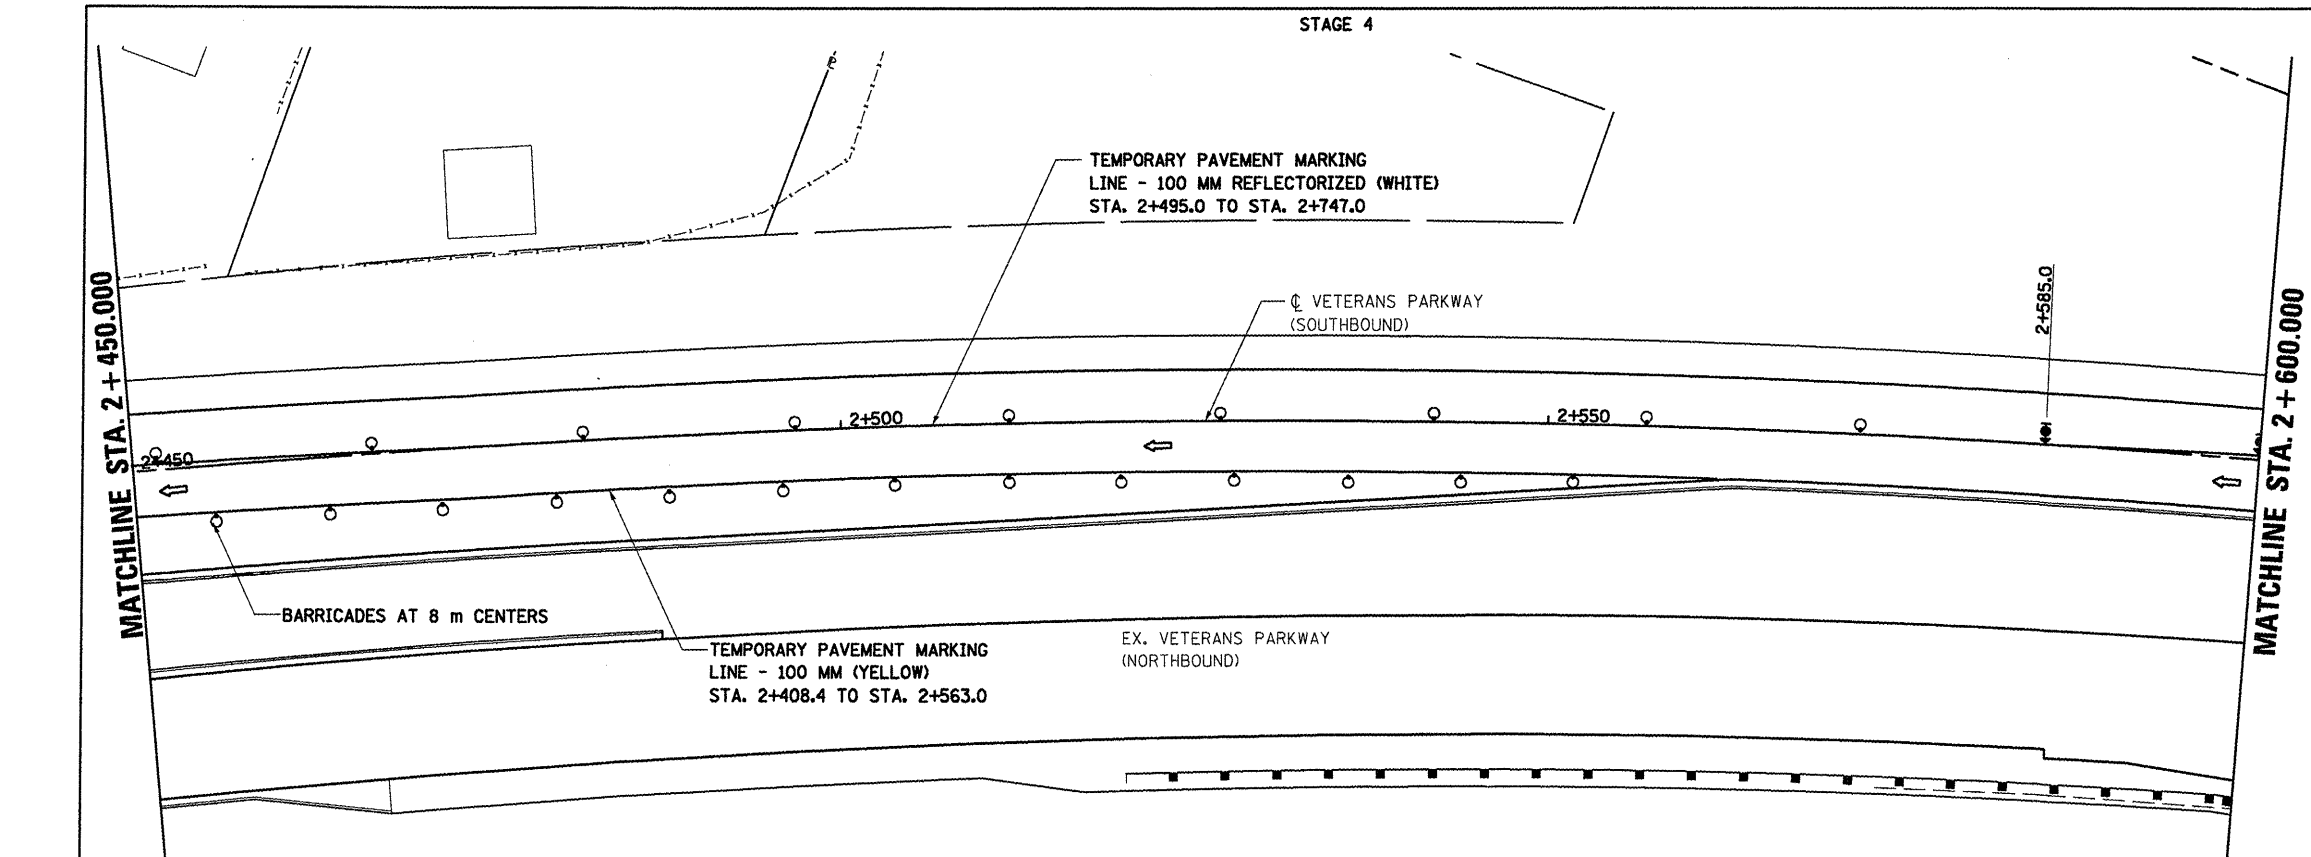 STAGE 4
TEMPORARY PAVEMENT MARKING
LINE - 100 MM REFLECTORIZED (WHITE)
STA. 2+495.0 TO STA. 2+747.0
℄ VETERANS PARKWAY
(SOUTHBOUND)
2+585.0
MATCHLINE STA. 2+450.000
MATCHLINE STA. 2+600.000
2+450
2+500
2+550
BARRICADES AT 8 m CENTERS
TEMPORARY PAVEMENT MARKING
LINE - 100 MM (YELLOW)
STA. 2+408.4 TO STA. 2+563.0
EX. VETERANS PARKWAY
(NORTHBOUND)